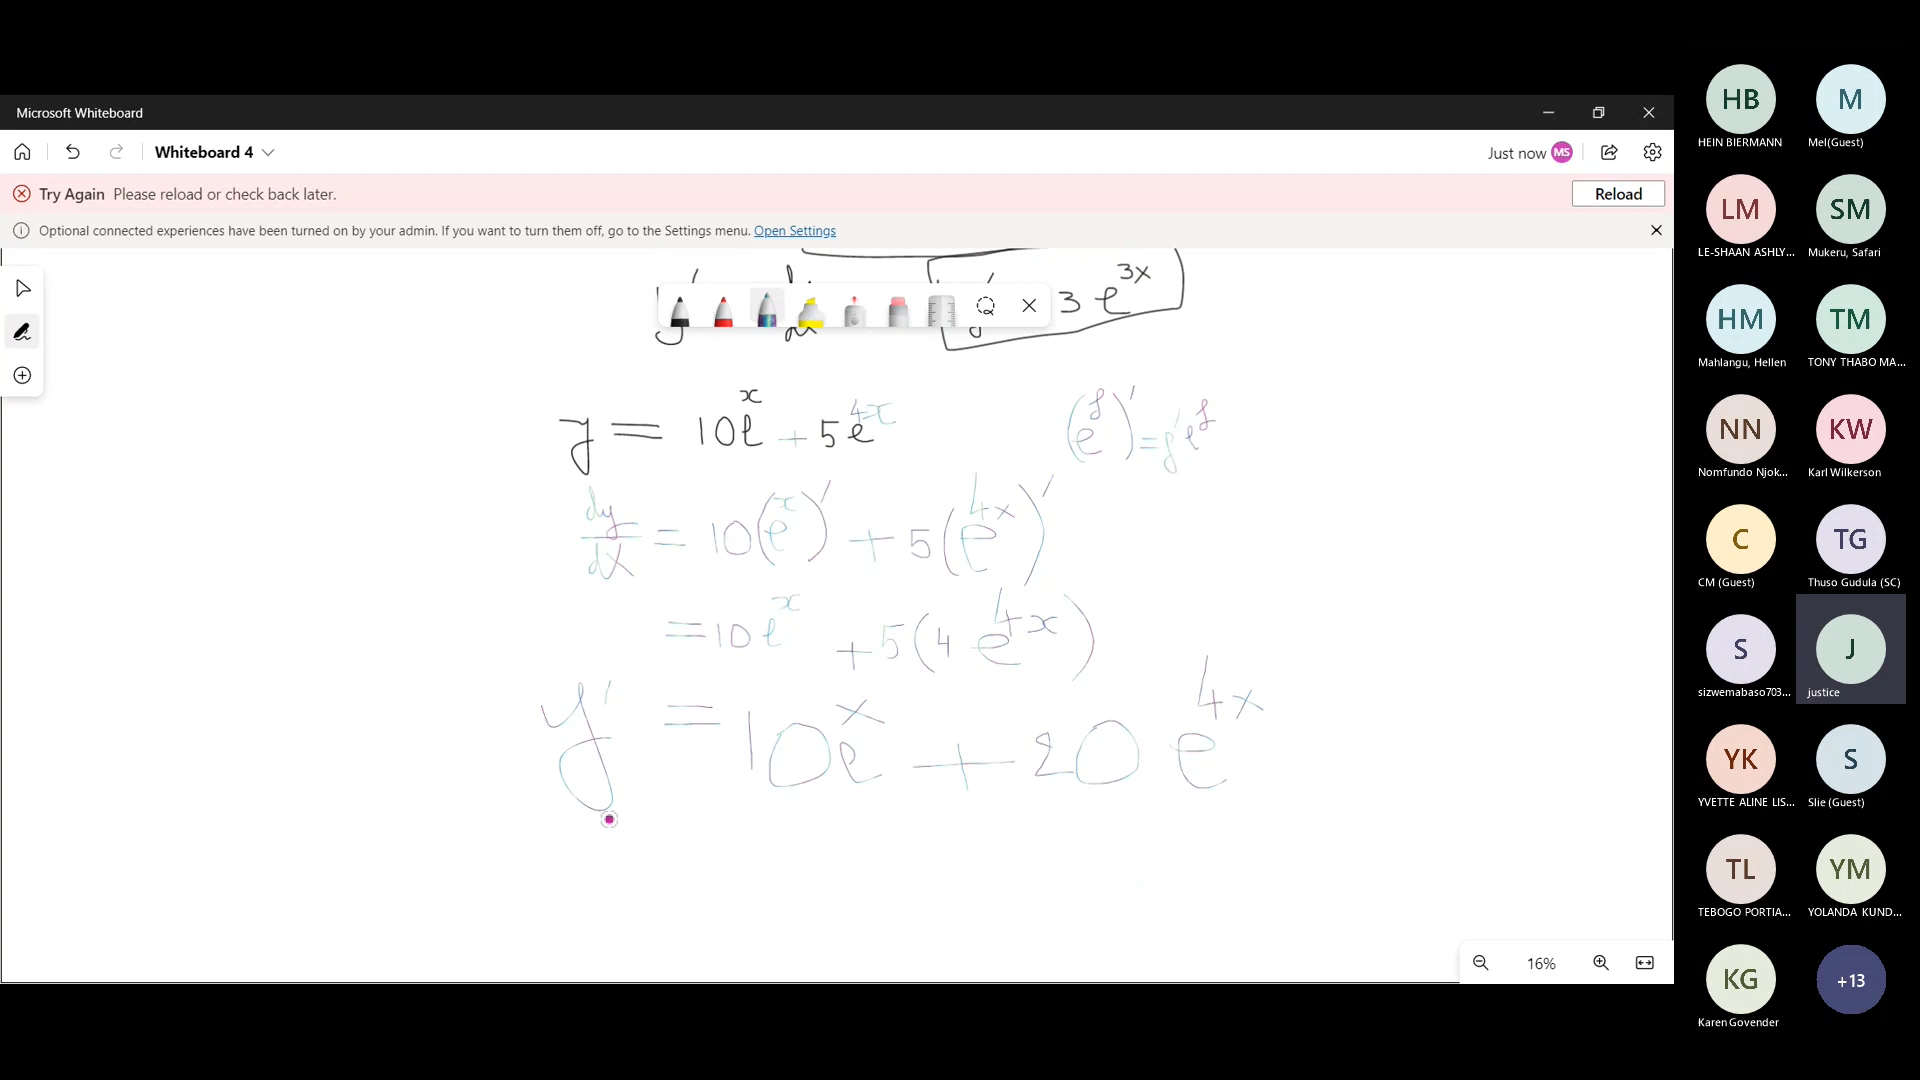 Microsoft Whiteboard
Whiteboard 4
Just now MS
Try Again Please reload or check back later.
Reload
Optional connected experiences have been turned on by your admin. If you want to turn them off, go to the Settings menu. Open Settings
3 e^{3x}
y = 10e^x + 5e^{4x}
(e^f)' = f'e^f
dy/dx = 10(e^x)' + 5(e^{4x})'
= 10e^x + 5(4e^{4x})
y' = 10e^x + 20e^{4x}
16%
HB
HEIN BIERMANN
M
Mel(Guest)
LM
LE-SHAAN ASHLY...
SM
Mukeru, Safari
HM
Mahlangu, Hellen
TM
TONY THABO MA...
NN
Nomfundo Njok...
KW
Karl Wilkerson
C
CM (Guest)
TG
Thuso Gudula (SC)
S
sizwemabaso703...
J
justice
YK
YVETTE ALINE LIS...
S
Slie (Guest)
TL
TEBOGO PORTIA...
YM
YOLANDA KUND...
KG
Karen Govender
+13